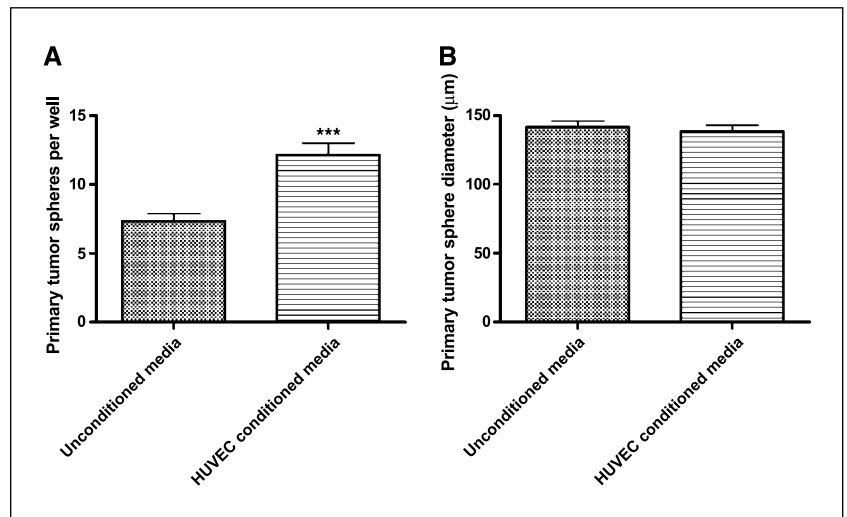 A
Primary tumor spheres per well
15
10
5
0
***
Unconditioned media
HUVEC conditioned media
B
Primary tumor sphere diameter (μm)
150
100
50
0
Unconditioned media
HUVEC conditioned media